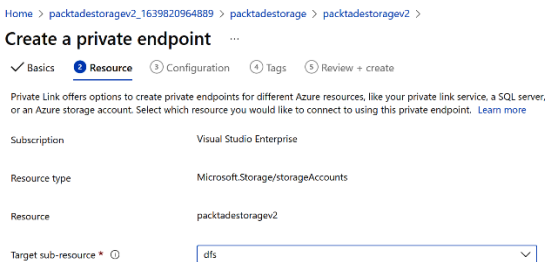 Home > packtadestoragev2_1639820964889 > packtadestorage > packtadestoragev2 >
Create a private endpoint ...
Basics 2 Resource 3 Configuration 4 Tags 5 Review + create
Private Link offers options to create private endpoints for different Azure resources, like your private link service, a SQL server,
or an Azure storage account. Select which resource you would like to connect to using this private endpoint. Learn more
Subscription Visual Studio Enterprise
Resource type Microsoft.Storage/storageAccounts
Resource packtadestoragev2
Target sub-resource * dfs